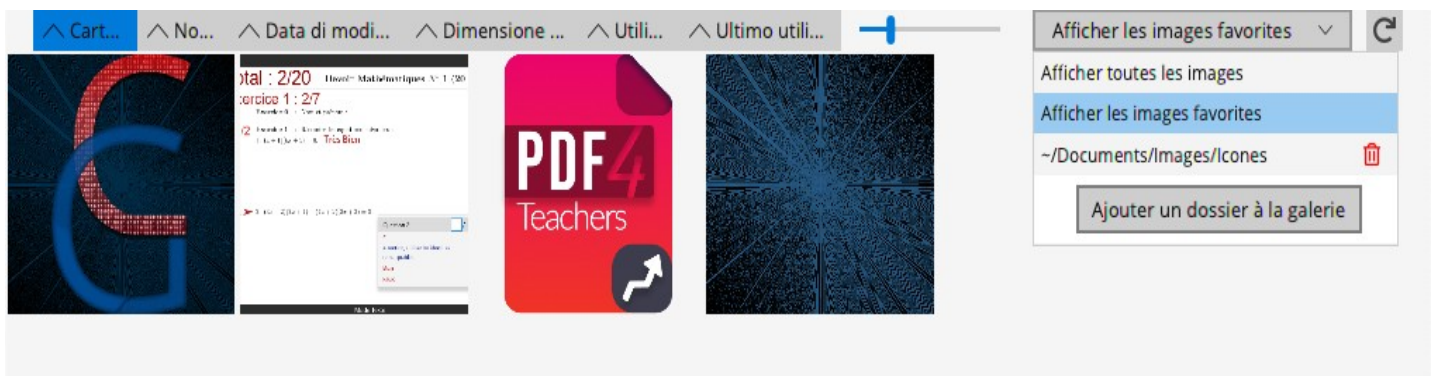 Cart... No... Data di modi... Dimensione ... Utili... Ultimo utili... Afficher les images favorites
Afficher toutes les images
Afficher les images favorites
~/Documents/Images/Icones
Ajouter un dossier à la galerie
otal : 2/20
ercice 1 : 2/7
Très Bien
PDF4
Teachers